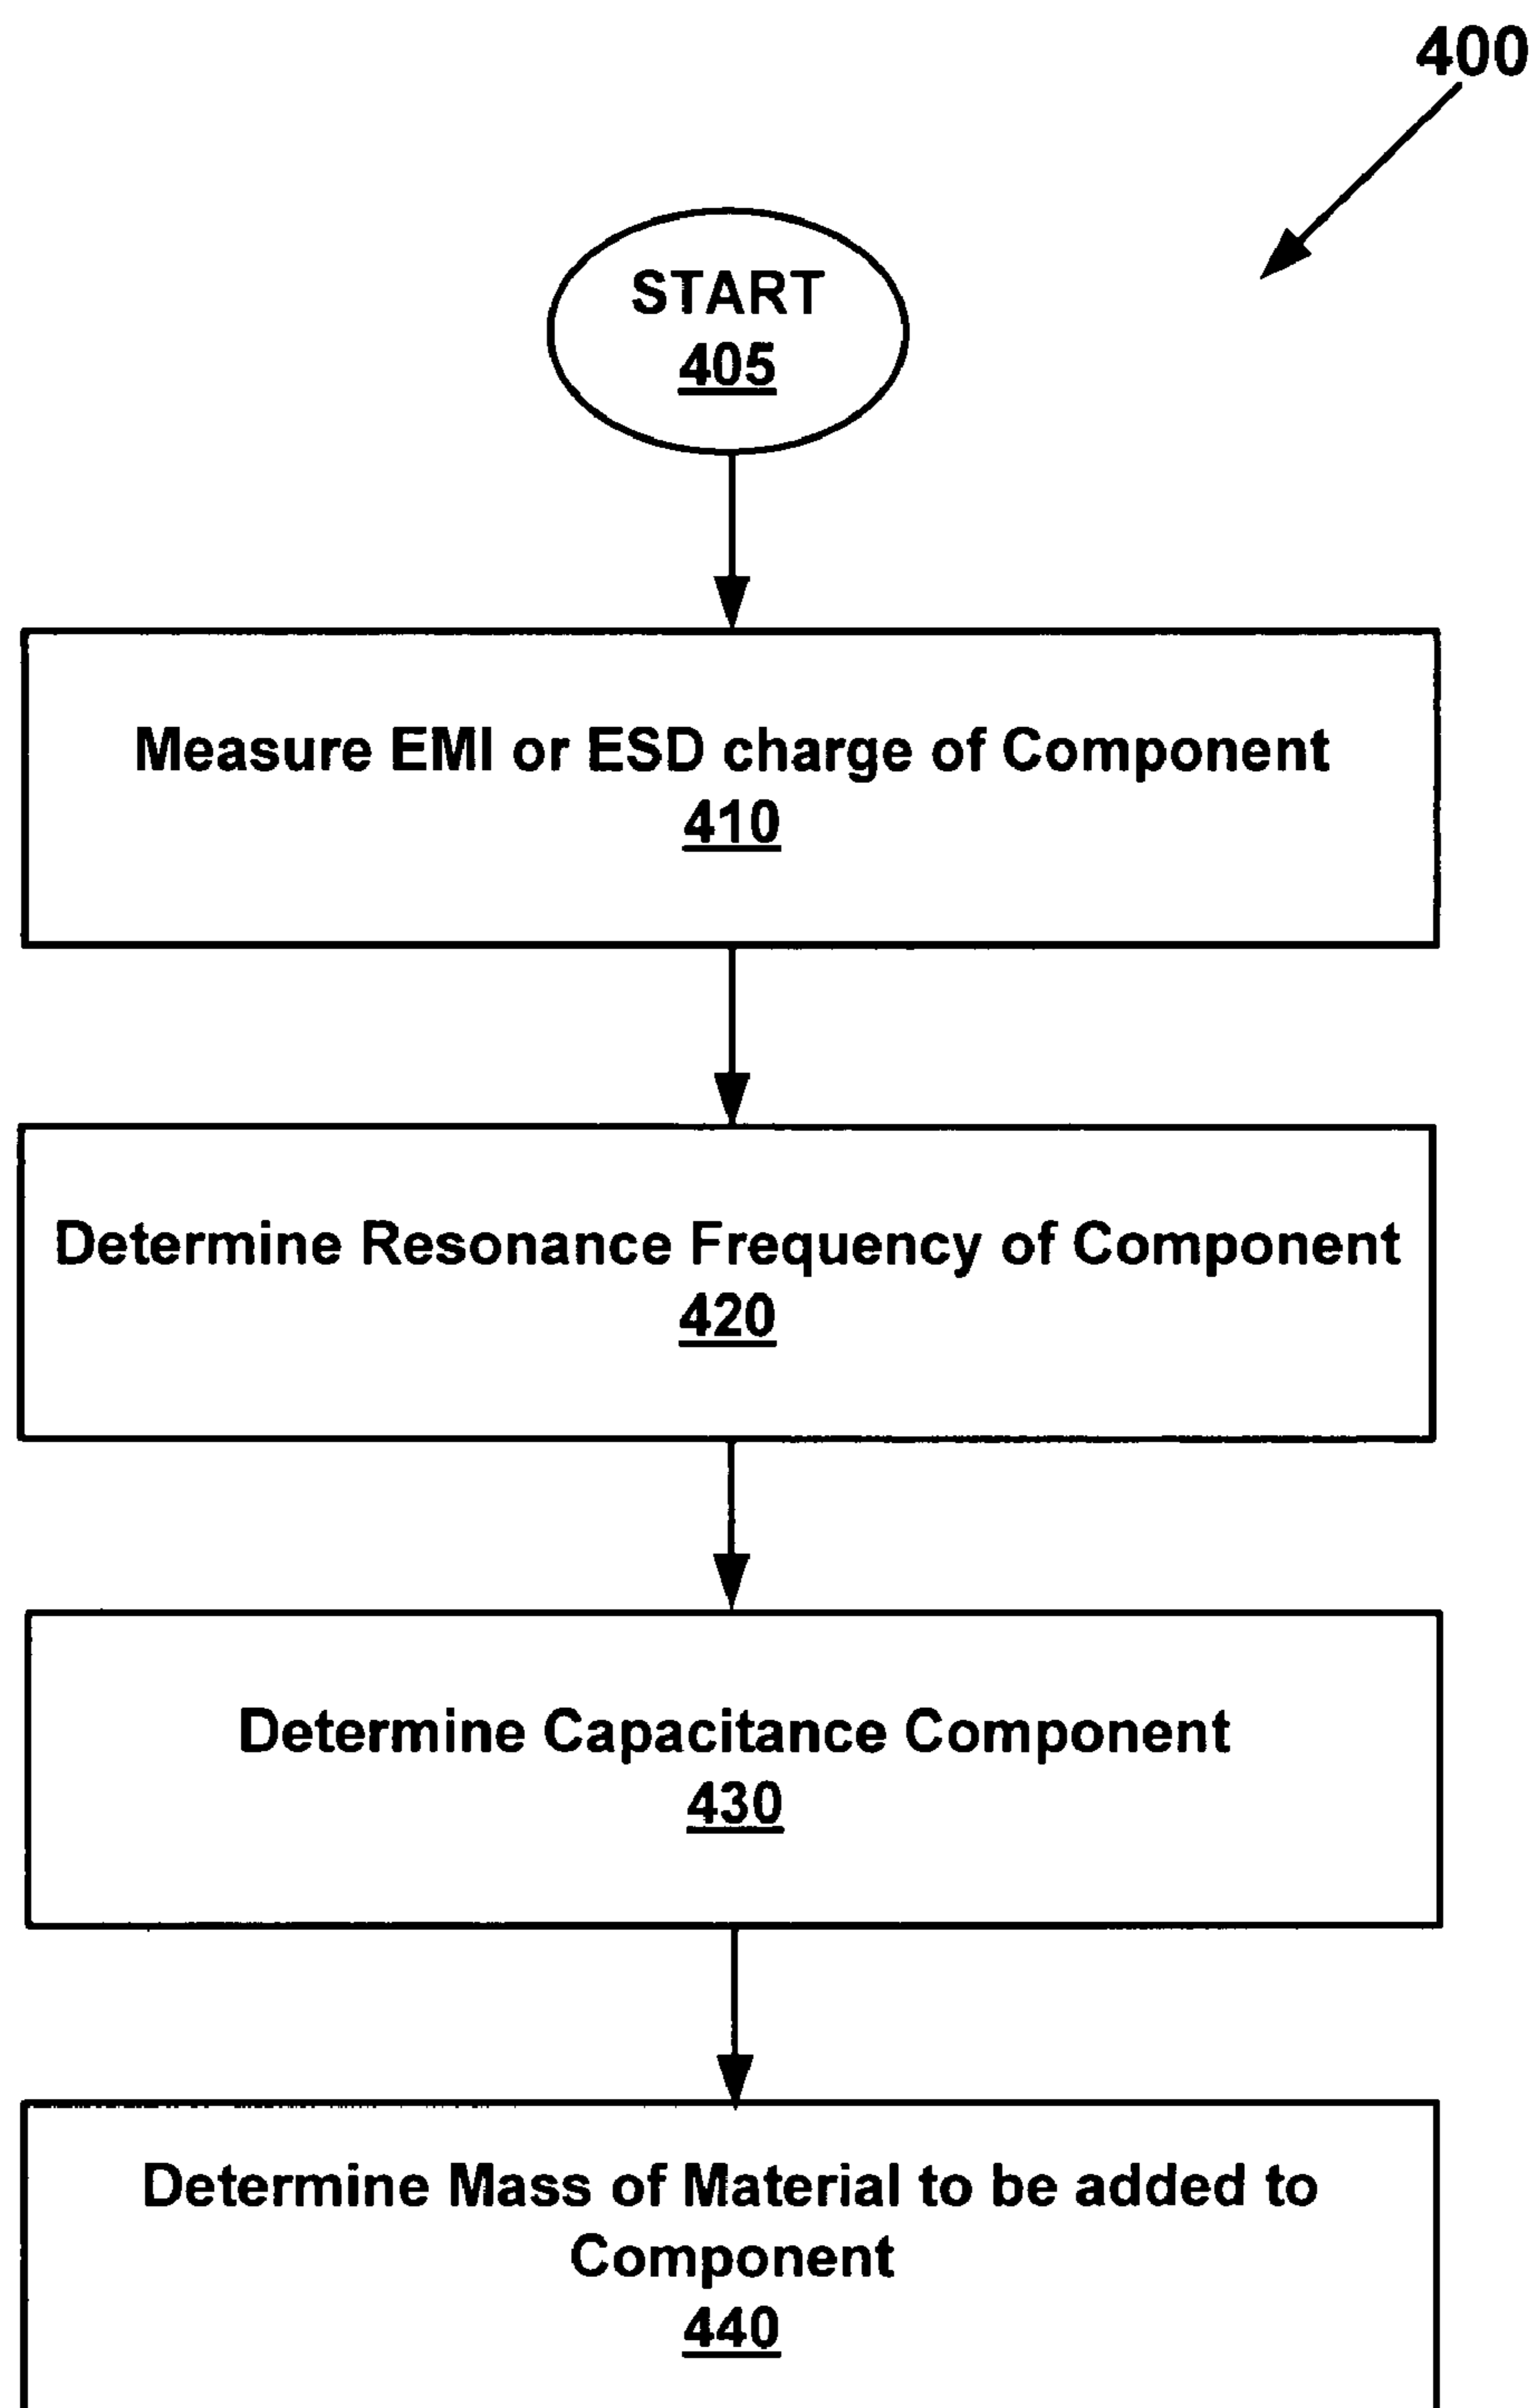 400
START
405
Measure EMI or ESD charge of Component
410
Determine Resonance Frequency of Component
420
Determine Capacitance Component
430
Determine Mass of Material to be added to
Component
440